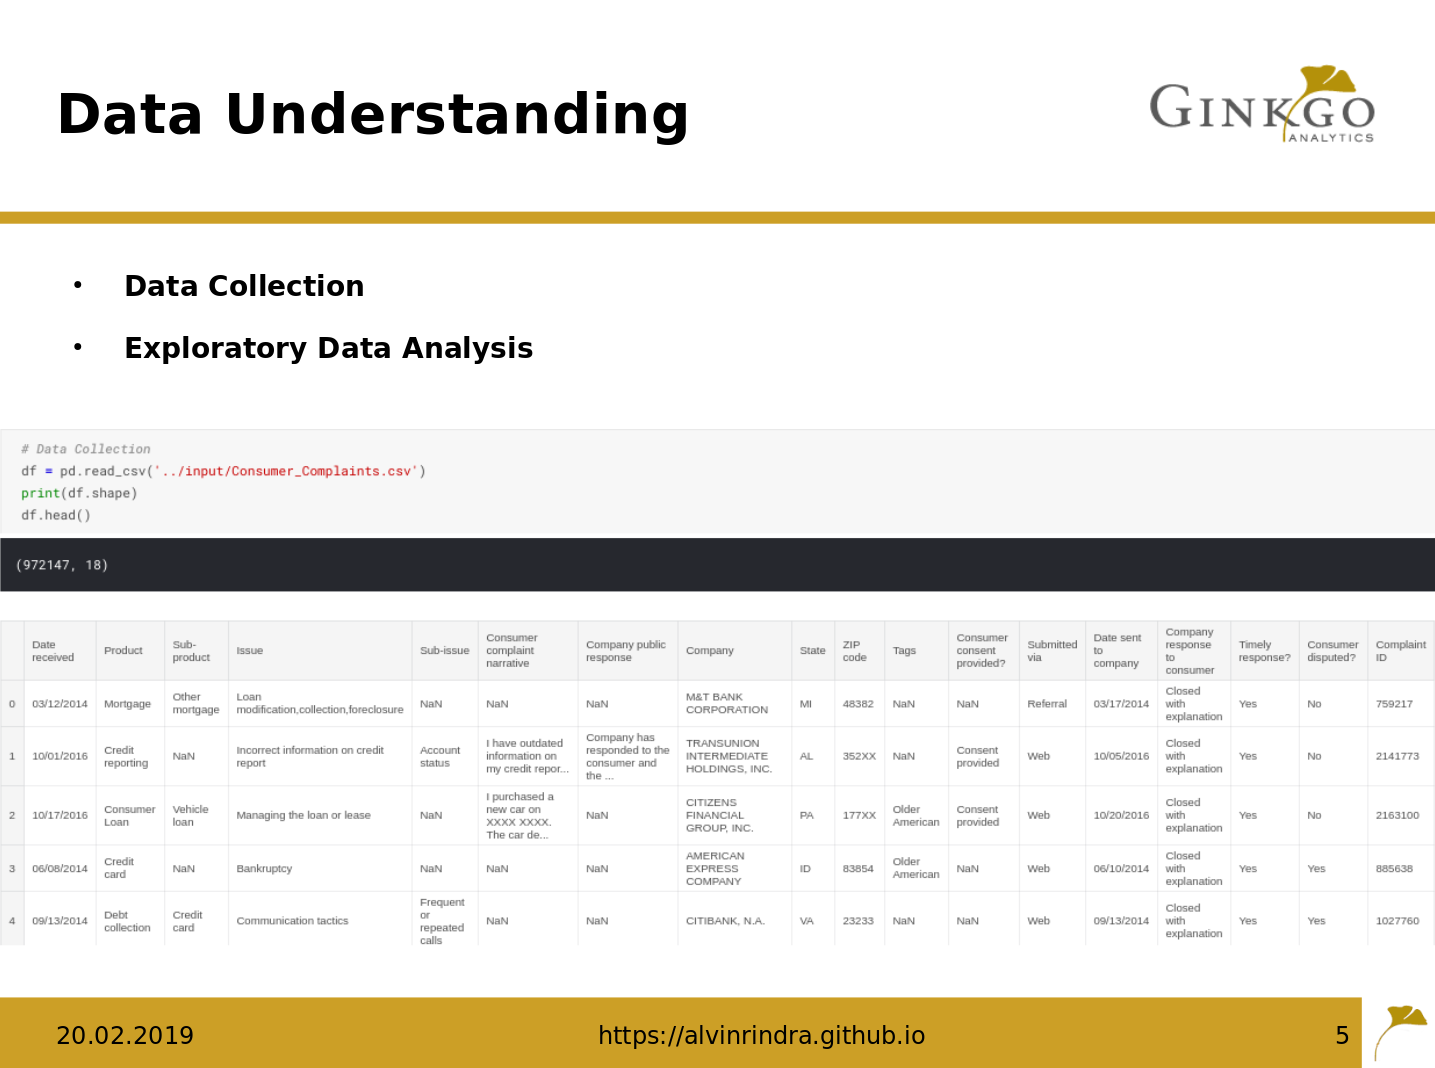 Data Understanding
GINKGO
ANALYTICS
• Data Collection
• Exploratory Data Analysis
# Data Collection
df = pd.read_csv('../input/Consumer_Complaints.csv')
print(df.shape)
df.head()
(972147, 18)
Date received Product Sub-product Issue Sub-issue Consumer complaint narrative Company public response Company State ZIP code Tags Consumer consent provided? Submitted via Date sent to company Company response to consumer Timely response? Consumer disputed? Complaint ID
0 03/12/2014 Mortgage Other mortgage Loan modification,collection,foreclosure NaN NaN NaN M&T BANK CORPORATION MI 48382 NaN NaN Referral 03/17/2014 Closed with explanation Yes No 759217
1 10/01/2016 Credit reporting NaN Incorrect information on credit report Account status I have outdated information on my credit repor... Company has responded to the consumer and the ... TRANSUNION INTERMEDIATE HOLDINGS, INC. AL 352XX NaN Consent provided Web 10/05/2016 Closed with explanation Yes No 2141773
2 10/17/2016 Consumer Loan Vehicle loan Managing the loan or lease NaN I purchased a new car on XXXX XXXX. The car de... NaN CITIZENS FINANCIAL GROUP, INC. PA 177XX Older American Consent provided Web 10/20/2016 Closed with explanation Yes No 2163100
3 06/08/2014 Credit card NaN Bankruptcy NaN NaN NaN AMERICAN EXPRESS COMPANY ID 83854 Older American NaN Web 06/10/2014 Closed with explanation Yes Yes 885638
4 09/13/2014 Debt collection Credit card Communication tactics Frequent or repeated calls NaN NaN CITIBANK, N.A. VA 23233 NaN NaN Web 09/13/2014 Closed with explanation Yes Yes 1027760
20.02.2019
https://alvinrindra.github.io
5